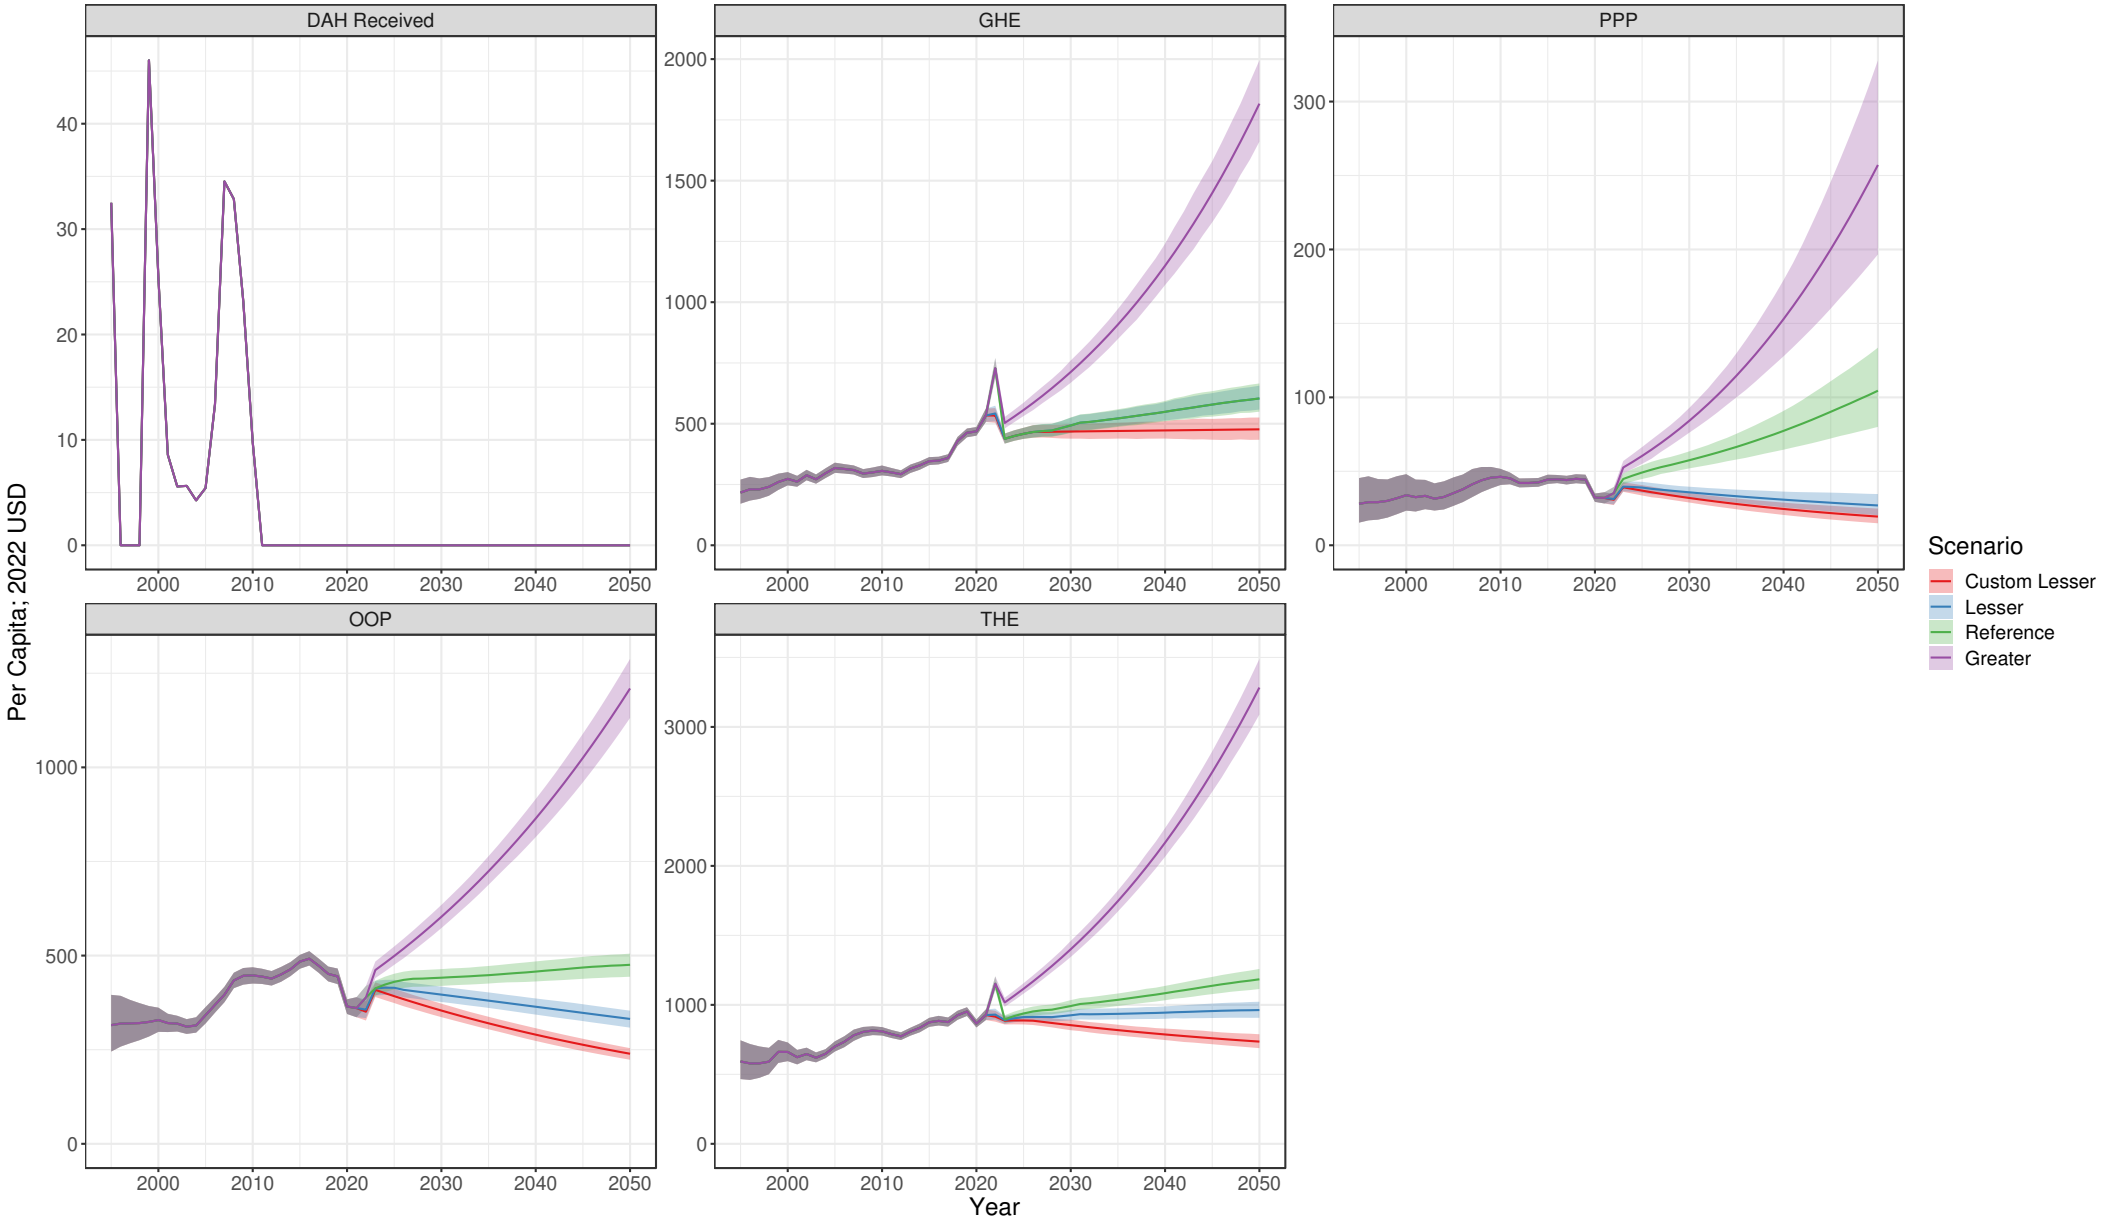 DAH Received
GHE
PPP
40
30
20
10
0
2000
1500
1000
500
0
300
200
100
0
2000 2010 2020 2030 2040 2050
2000 2010 2020 2030 2040 2050
2000 2010 2020 2030 2040 2050
Per Capita; 2022 USD
OOP
THE
1000
500
0
3000
2000
1000
0
2000 2010 2020 2030 2040 2050
2000 2010 2020 2030 2040 2050
Year
Scenario
Custom Lesser
Lesser
Reference
Greater